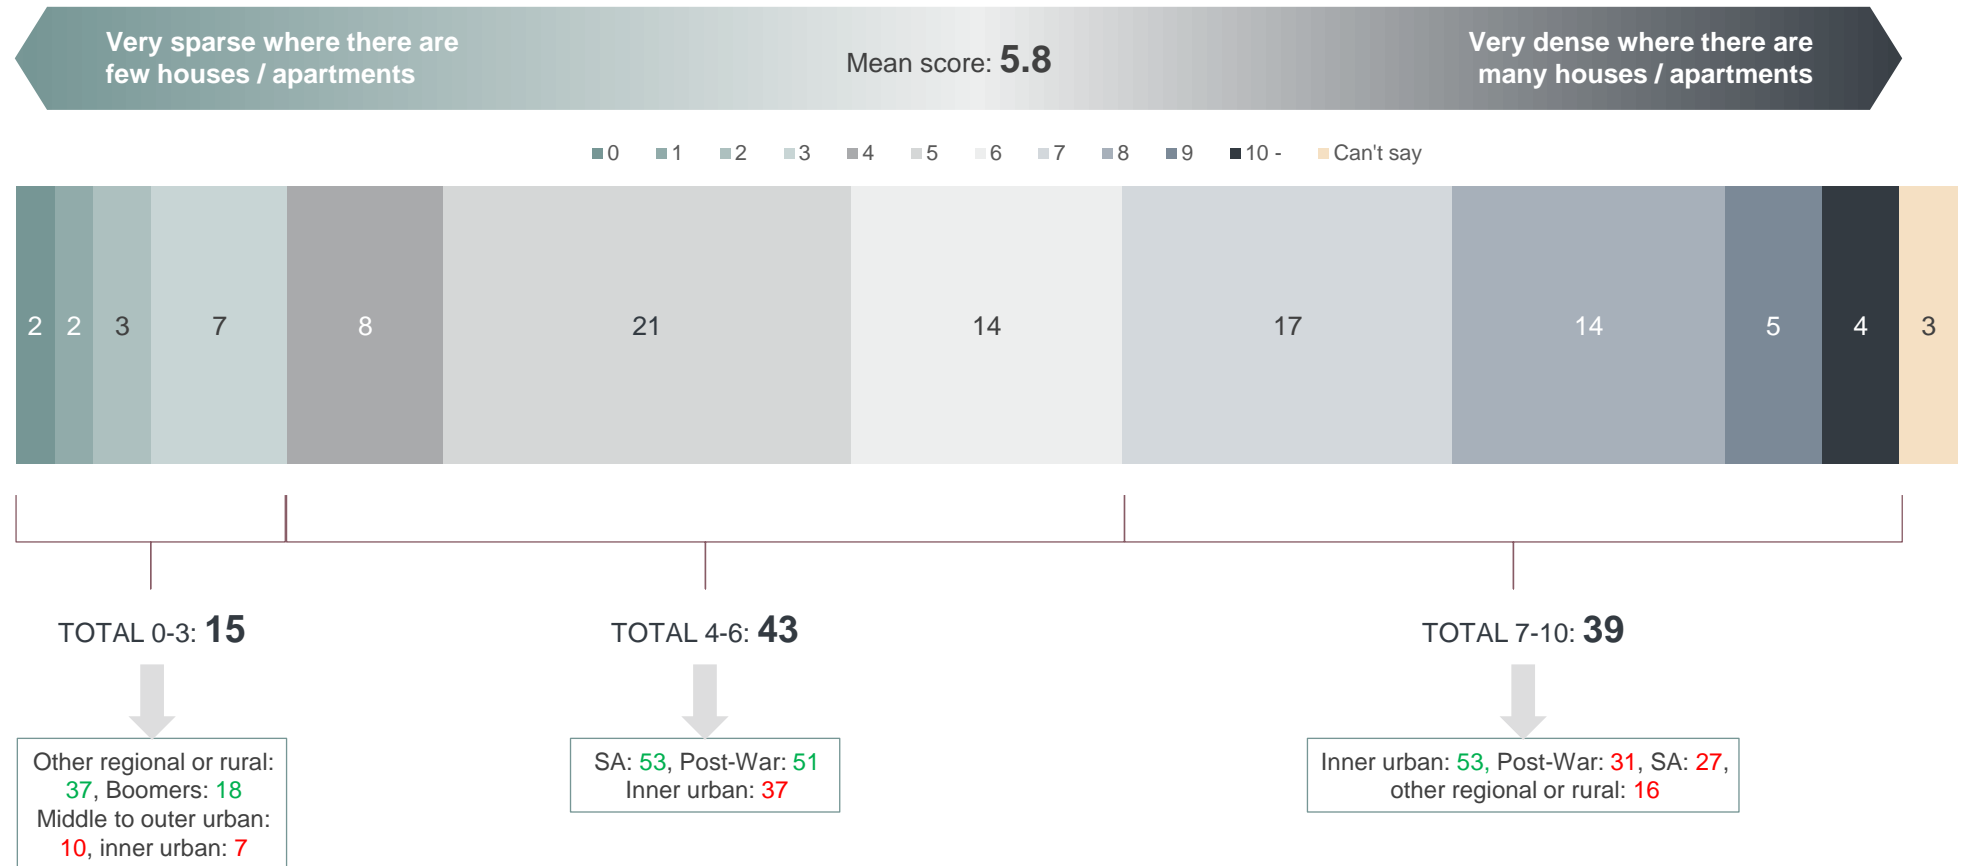 Very sparse where there are
few houses / apartments
Mean score: 5.8
Very dense where there are
many houses / apartments
0 1 2 3 4 5 6 7 8 9 10 - Can't say
2 2 3 7 8 21 14 17 14 5 4 3
TOTAL 0-3: 15
TOTAL 4-6: 43
TOTAL 7-10: 39
Other regional or rural:
37, Boomers: 18
Middle to outer urban:
10, inner urban: 7
SA: 53, Post-War: 51
Inner urban: 37
Inner urban: 53, Post-War: 31, SA: 27,
other regional or rural: 16